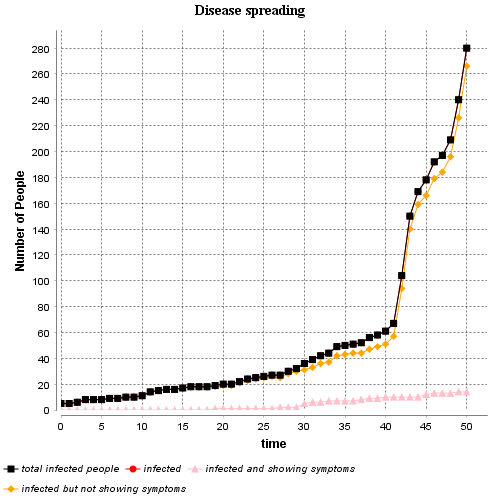 Disease spreading
Number of People
280
260
240
220
200
180
160
140
120
100
80
60
40
20
0
0 5 10 15 20 25 30 35 40 45 50
time
total infected people infected infected and showing symptoms
infected but not showing symptoms